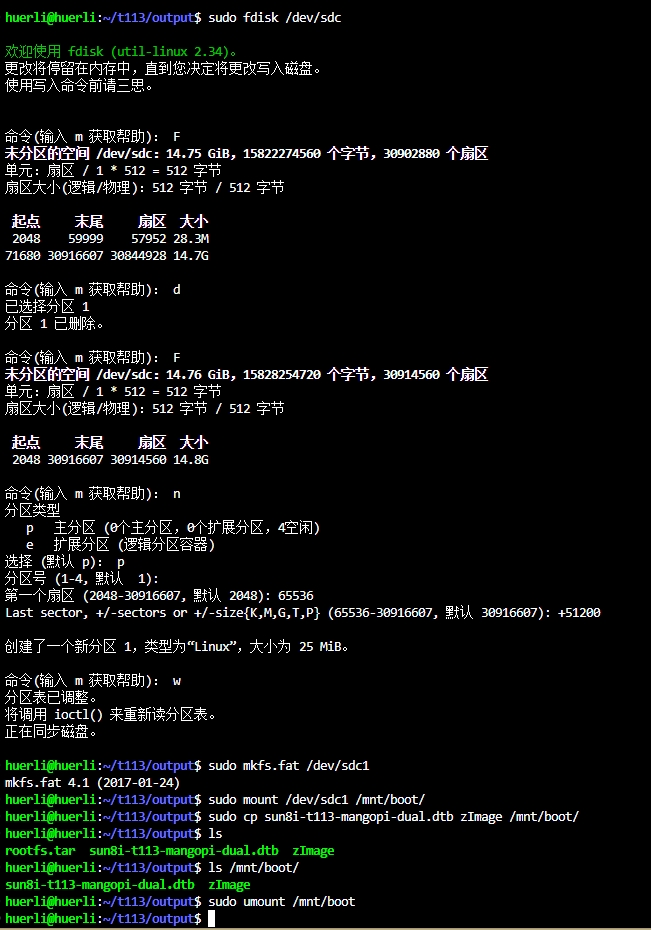 huerli@huerli:~/t113/output$ sudo fdisk /dev/sdc
欢迎使用 fdisk (util-linux 2.34)。
更改将停留在内存中，直到您决定将更改写入磁盘。
使用写入命令前请三思。
命令(输入 m 获取帮助)： F
未分区的空间 /dev/sdc：14.75 GiB，15822274560 个字节，30902880 个扇区
单元：扇区 / 1 * 512 = 512 字节
扇区大小(逻辑/物理)：512 字节 / 512 字节
起点 末尾 扇区 大小
2048 59999 57952 28.3M
71680 30916607 30844928 14.7G
命令(输入 m 获取帮助)： d
已选择分区 1
分区 1 已删除。
命令(输入 m 获取帮助)： F
未分区的空间 /dev/sdc：14.76 GiB，15828254720 个字节，30914560 个扇区
单元：扇区 / 1 * 512 = 512 字节
扇区大小(逻辑/物理)：512 字节 / 512 字节
起点 末尾 扇区 大小
2048 30916607 30914560 14.8G
命令(输入 m 获取帮助)： n
分区类型
p 主分区 (0个主分区，0个扩展分区，4空闲)
e 扩展分区 (逻辑分区容器)
选择 (默认 p)： p
分区号 (1-4, 默认 1):
第一个扇区 (2048-30916607, 默认 2048): 65536
Last sector, +/-sectors or +/-size{K,M,G,T,P} (65536-30916607, 默认 30916607): +51200
创建了一个新分区 1，类型为“Linux”，大小为 25 MiB。
命令(输入 m 获取帮助)： w
分区表已调整。
将调用 ioctl() 来重新读分区表。
正在同步磁盘。
huerli@huerli:~/t113/output$ sudo mkfs.fat /dev/sdc1
mkfs.fat 4.1 (2017-01-24)
huerli@huerli:~/t113/output$ sudo mount /dev/sdc1 /mnt/boot/
huerli@huerli:~/t113/output$ sudo cp sun8i-t113-mangopi-dual.dtb zImage /mnt/boot/
huerli@huerli:~/t113/output$ ls
rootfs.tar sun8i-t113-mangopi-dual.dtb zImage
huerli@huerli:~/t113/output$ ls /mnt/boot/
sun8i-t113-mangopi-dual.dtb zImage
huerli@huerli:~/t113/output$ sudo umount /mnt/boot
huerli@huerli:~/t113/output$